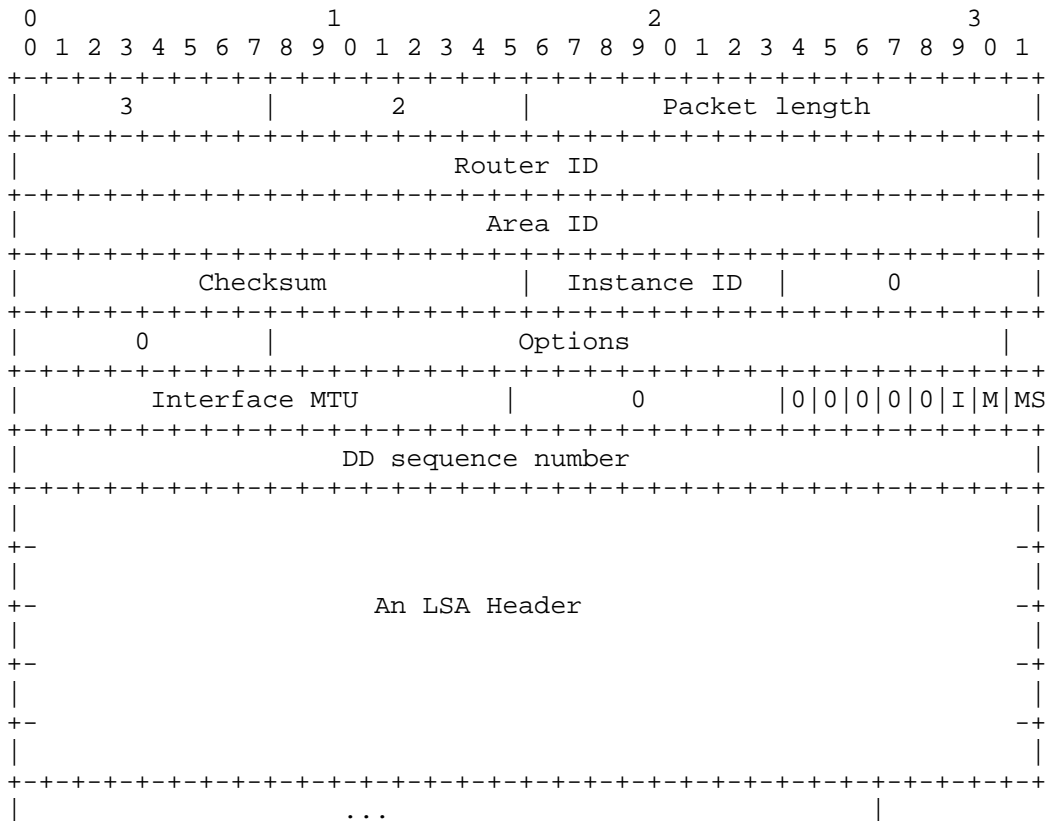 0                   1                   2                   3
 0 1 2 3 4 5 6 7 8 9 0 1 2 3 4 5 6 7 8 9 0 1 2 3 4 5 6 7 8 9 0 1
+-+-+-+-+-+-+-+-+-+-+-+-+-+-+-+-+-+-+-+-+-+-+-+-+-+-+-+-+-+-+-+-+
|      3        |       2       |        Packet length          |
+-+-+-+-+-+-+-+-+-+-+-+-+-+-+-+-+-+-+-+-+-+-+-+-+-+-+-+-+-+-+-+-+
|                           Router ID                           |
+-+-+-+-+-+-+-+-+-+-+-+-+-+-+-+-+-+-+-+-+-+-+-+-+-+-+-+-+-+-+-+-+
|                             Area ID                           |
+-+-+-+-+-+-+-+-+-+-+-+-+-+-+-+-+-+-+-+-+-+-+-+-+-+-+-+-+-+-+-+-+
|           Checksum            |  Instance ID  |      0        |
+-+-+-+-+-+-+-+-+-+-+-+-+-+-+-+-+-+-+-+-+-+-+-+-+-+-+-+-+-+-+-+-+
|       0       |               Options                       |
+-+-+-+-+-+-+-+-+-+-+-+-+-+-+-+-+-+-+-+-+-+-+-+-+-+-+-+-+-+-+-+-+
|        Interface MTU         |       0        |0|0|0|0|0|I|M|MS
+-+-+-+-+-+-+-+-+-+-+-+-+-+-+-+-+-+-+-+-+-+-+-+-+-+-+-+-+-+-+-+-+
|                    DD sequence number                         |
+-+-+-+-+-+-+-+-+-+-+-+-+-+-+-+-+-+-+-+-+-+-+-+-+-+-+-+-+-+-+-+-+
|                                                               |
+-                                                             -+
|                                                               |
+-                     An LSA Header                           -+
|                                                               |
+-                                                             -+
|                                                               |
+-                                                             -+
|                                                               |
+-+-+-+-+-+-+-+-+-+-+-+-+-+-+-+-+-+-+-+-+-+-+-+-+-+-+-+-+-+-+-+-+
|                    ...                              |